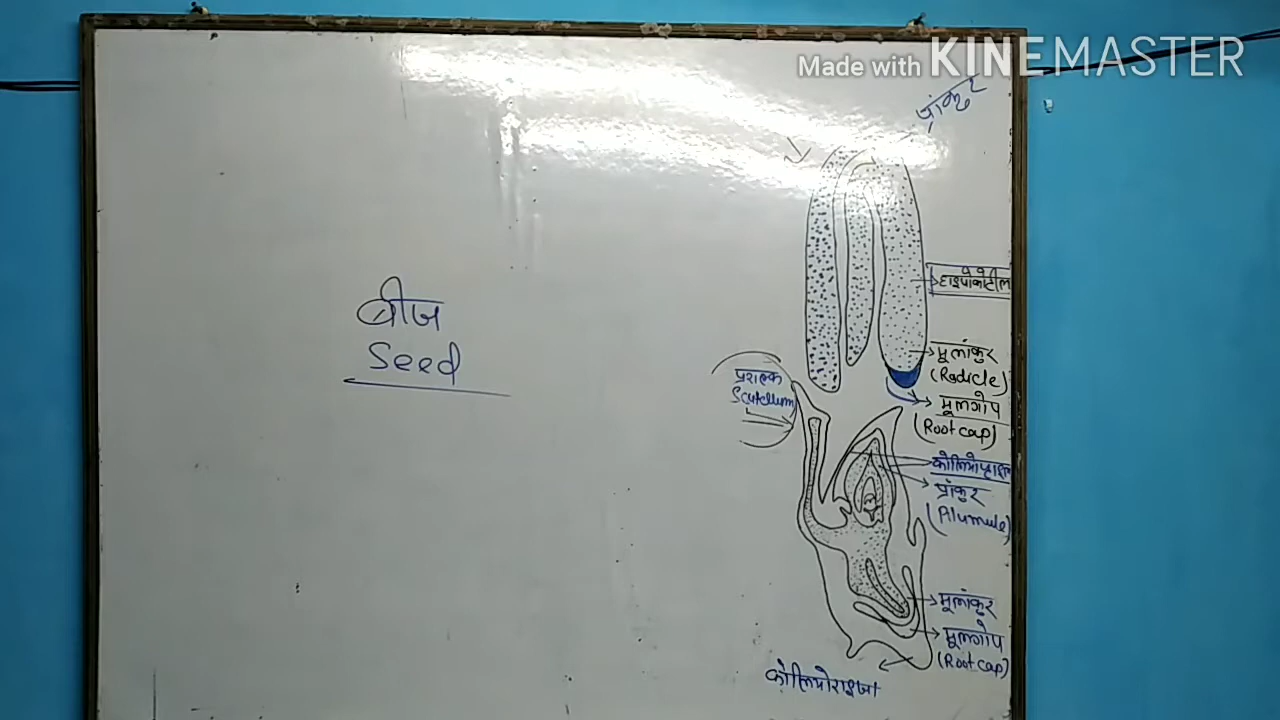 Made with KINEMASTER
प्रांकुर
बीज
Seed
हाइपोकोटील
मूलांकुर
(Radicle)
मूलगोप
(Root cap)
प्रशल्क
Scutellum
कोलियोप्टाइल
प्रांकुर
(Plumule)
मूलांकुर
मूलगोप
(Root cap)
कोलियोराइजा